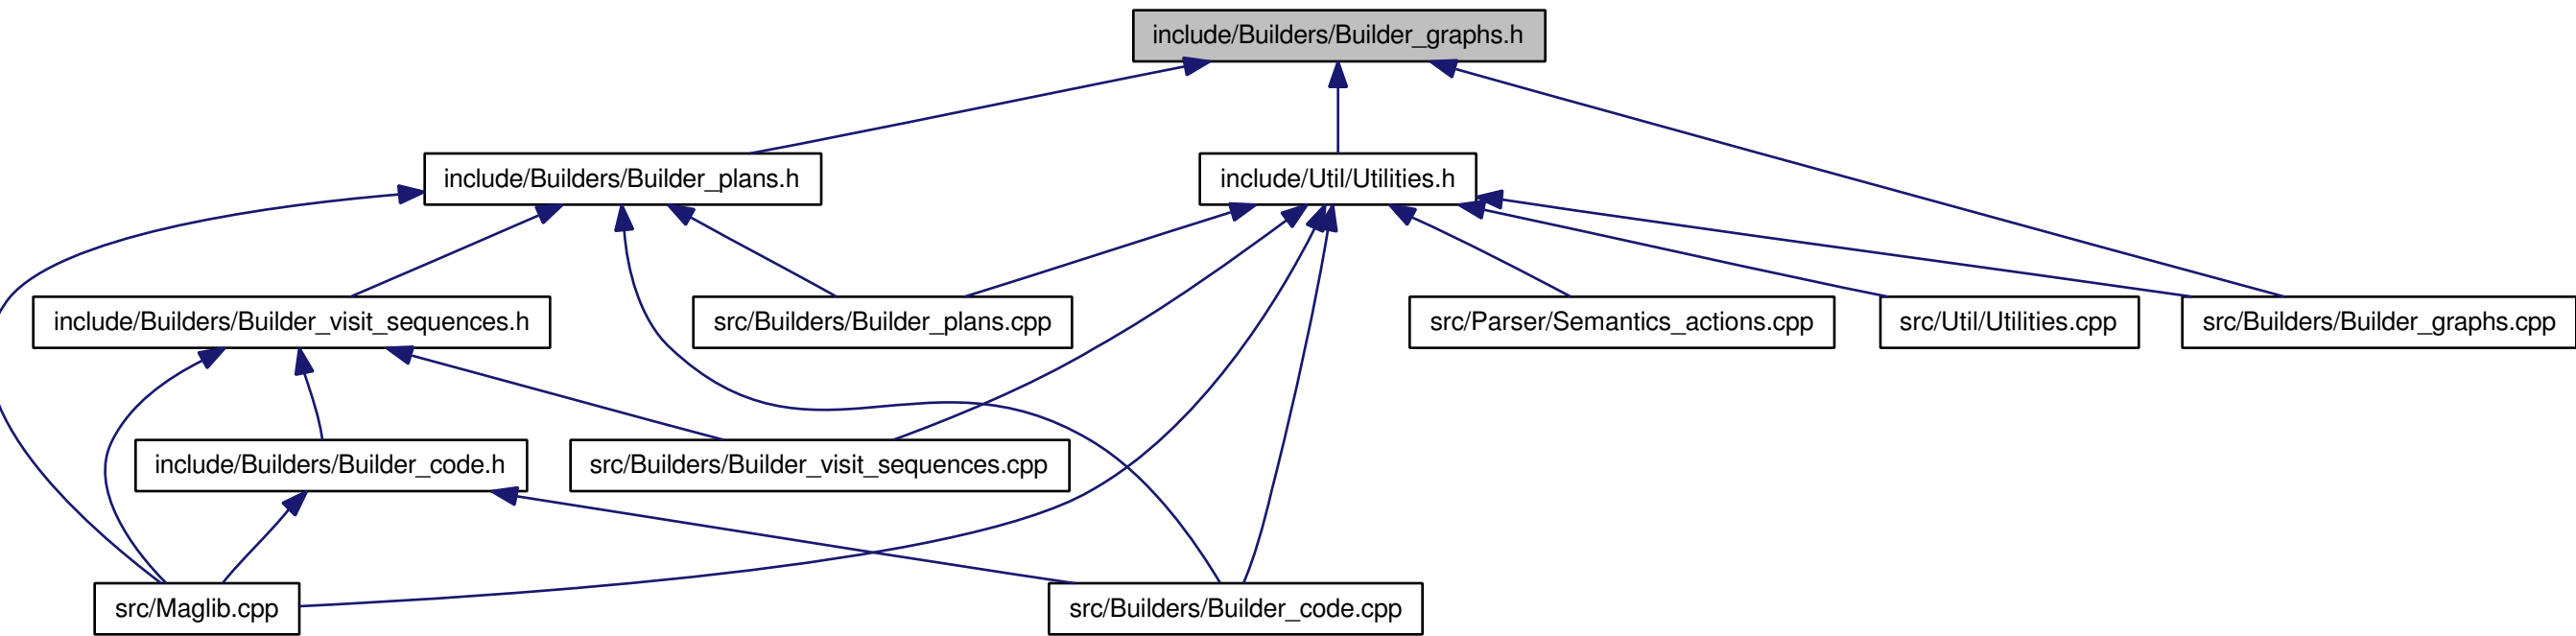 include/Builders/Builder_graphs.h
include/Builders/Builder_plans.h
include/Util/Utilities.h
include/Builders/Builder_visit_sequences.h
src/Builders/Builder_plans.cpp
src/Parser/Semantics_actions.cpp
src/Util/Utilities.cpp
src/Builders/Builder_graphs.cpp
include/Builders/Builder_code.h
src/Builders/Builder_visit_sequences.cpp
src/Maglib.cpp
src/Builders/Builder_code.cpp